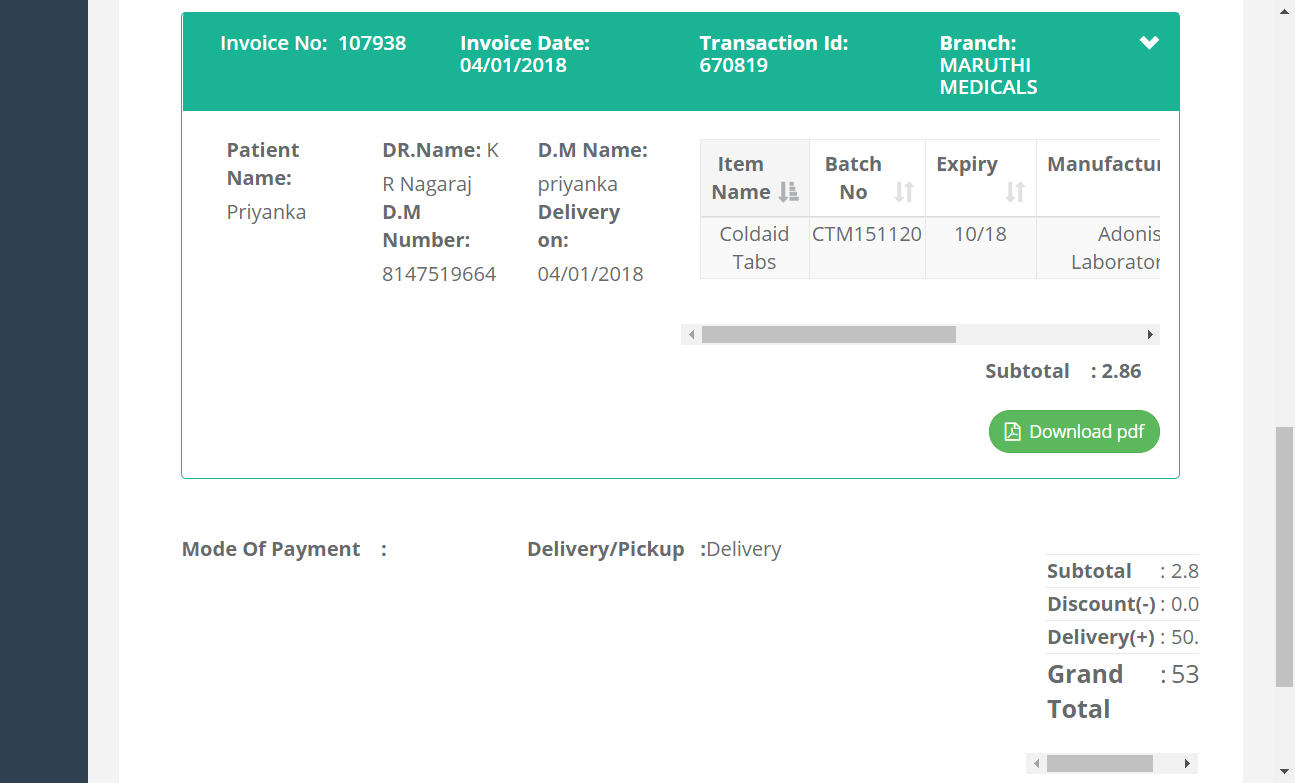 Invoice No: 107938
Invoice Date:
04/01/2018
Transaction Id:
670819
Branch:
MARUTHI
MEDICALS
Patient
Name:
Priyanka
DR.Name: K
R Nagaraj
D.M
Number:
8147519664
D.M Name:
priyanka
Delivery
on:
04/01/2018
Item
Name
Batch
No
Expiry
Manufactur
Coldaid
Tabs
CTM151120
10/18
Adonis
Laborator
Subtotal : 2.86
Download pdf
Mode Of Payment :
Delivery/Pickup :Delivery
Subtotal : 2.8
Discount(-) : 0.0
Delivery(+) : 50.
Grand : 53
Total